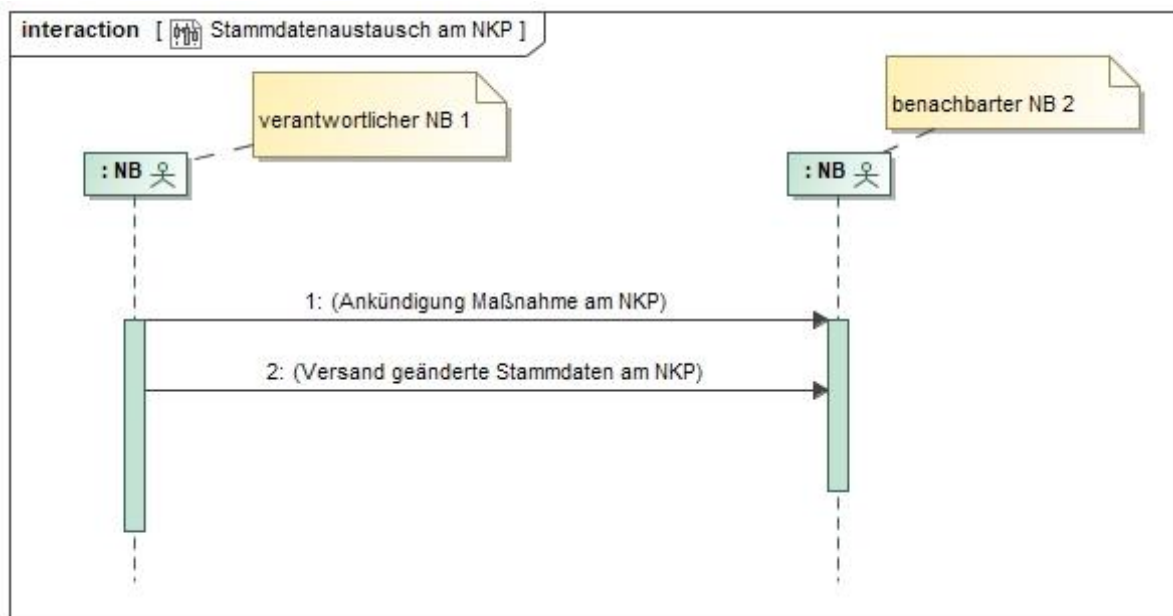 interaction [ Stammdatenaustausch am NKP ]
verantwortlicher NB 1
benachbarter NB 2
: NB
: NB
1: (Ankündigung Maßnahme am NKP)
2: (Versand geänderte Stammdaten am NKP)